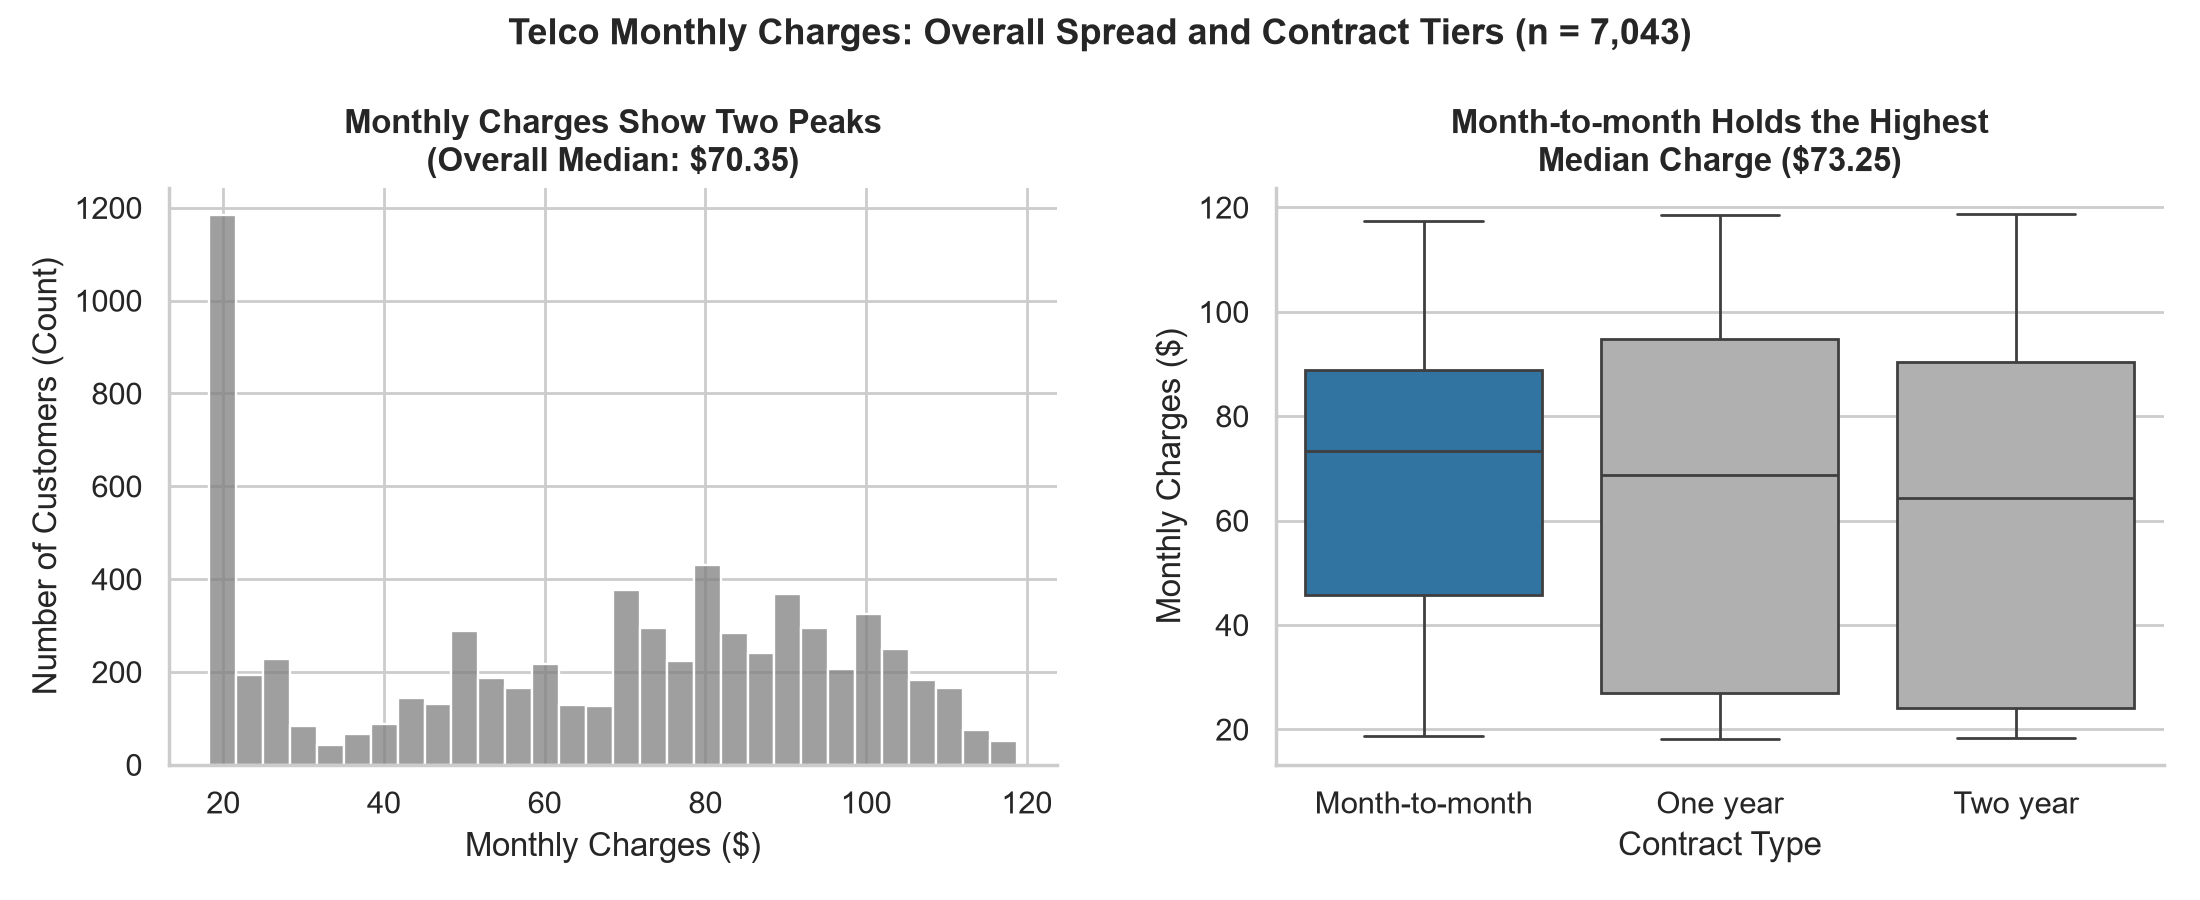 Telco Monthly Charges: Overall Spread and Contract Tiers (n = 7,043)
Monthly Charges Show Two Peaks
(Overall Median: $70.35)
Number of Customers (Count)
1200
1000
800
600
400
200
0
20 40 60 80 100 120
Monthly Charges ($)
Month-to-month Holds the Highest
Median Charge ($73.25)
Monthly Charges ($)
120
100
80
60
40
20
Month-to-month One year Two year
Contract Type